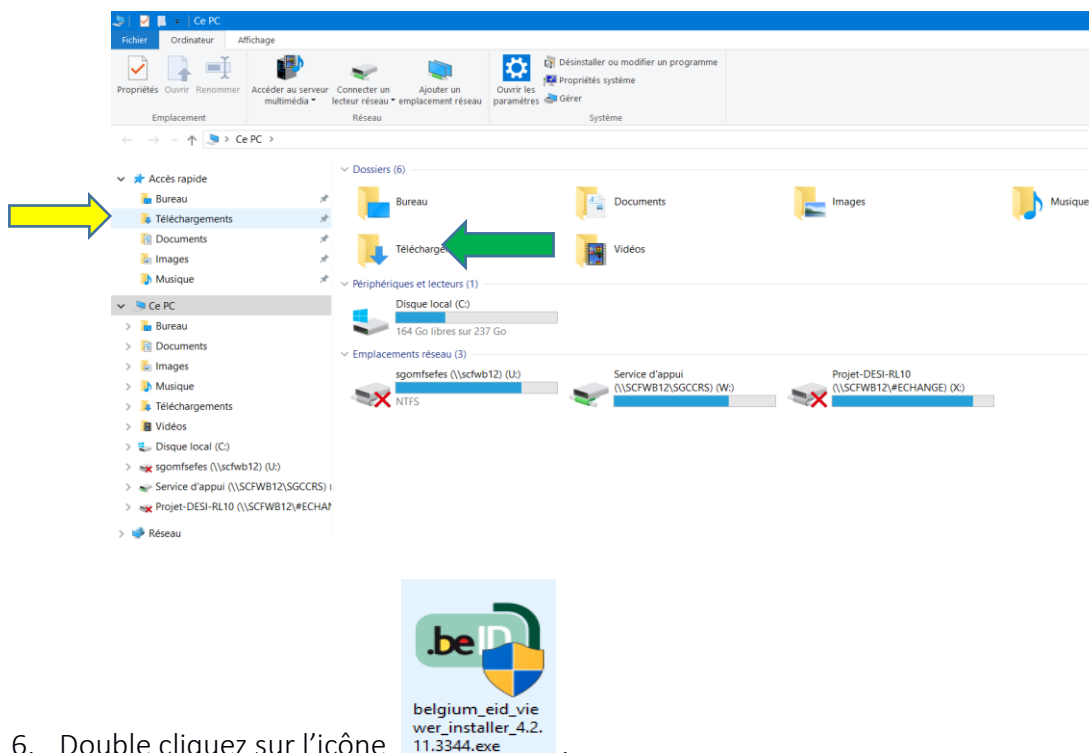 Ce PC
Fichier Ordinateur Affichage
Propriétés Ouvrir Renommer
Accéder au serveur multimédia
Connecter un lecteur réseau
Ajouter un emplacement réseau
Ouvrir les paramètres
Désinstaller ou modifier un programme
Propriétés système
Gérer
Emplacement Réseau Système
Ce PC >
Accès rapide
Bureau
Téléchargements
Documents
Images
Musique
Ce PC
Bureau
Documents
Images
Musique
Téléchargements
Vidéos
Disque local (C:)
sgomfsefes (\\scfwb12) (U:)
Service d'appui (\\SCFWB12\SGCCRS) (
Projet-DESI-RL10 (\\SCFWB12\#ECHAN
Réseau
Dossiers (6)
Bureau
Documents
Images
Musique
Télécharge
Vidéos
Périphériques et lecteurs (1)
Disque local (C:)
164 Go libres sur 237 Go
Emplacements réseau (3)
sgomfsefes (\\scfwb12) (U:)
NTFS
Service d'appui
(\\SCFWB12\SGCCRS) (W:)
Projet-DESI-RL10
(\\SCFWB12\#ECHANGE) (X:)
.beID
belgium_eid_vie
wer_installer_4.2.
11.3344.exe
6. Double cliquez sur l'icône .